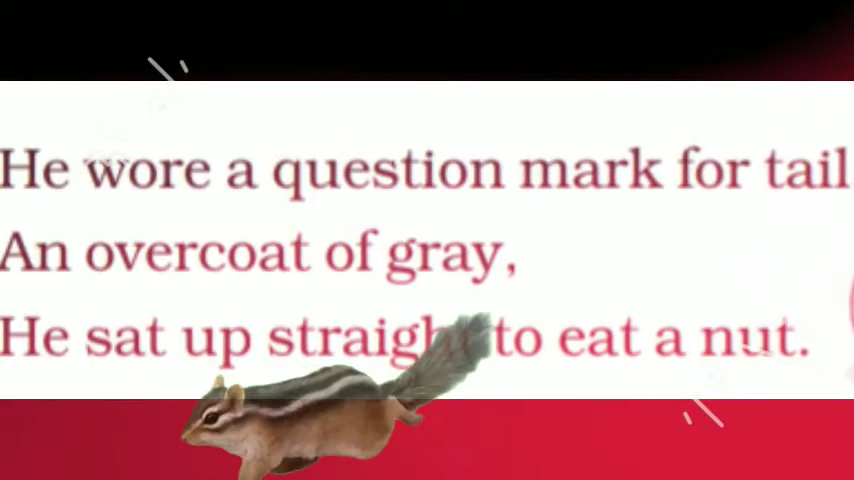 He wore a question mark for tail
An overcoat of gray,
He sat up straight to eat a nut.